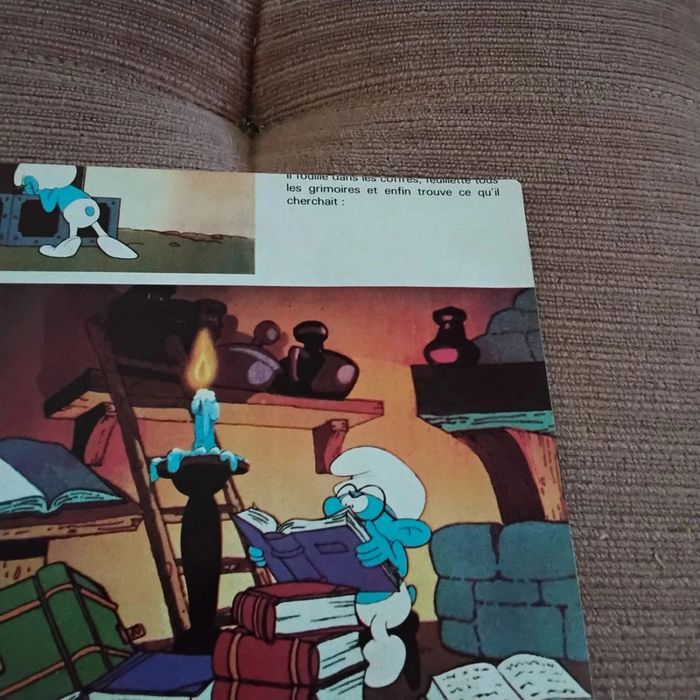 Il fouille dans les coffres, feuillette tous
les grimoires et enfin trouve ce qu'il
cherchait :